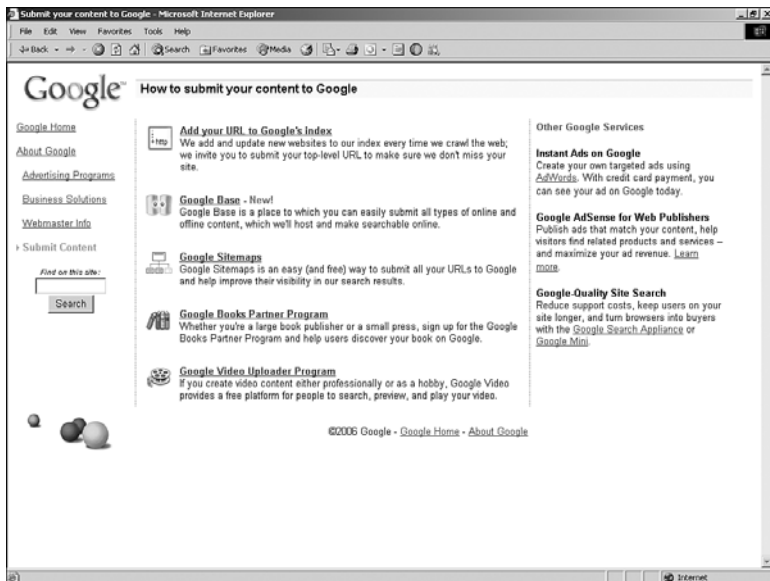 Submit your content to Google - Microsoft Internet Explorer
File Edit View Favorites Tools Help
Back Search Favorites Media
Google™
How to submit your content to Google
Google Home
About Google
Advertising Programs
Business Solutions
Webmaster Info
Submit Content
Find on this site:
Search
http
Add your URL to Google's index
We add and update new websites to our index every time we crawl the web;
we invite you to submit your top-level URL to make sure we don't miss your
site.
Google Base - New!
Google Base is a place to which you can easily submit all types of online and
offline content, which we'll host and make searchable online.
Google Sitemaps
Google Sitemaps is an easy (and free) way to submit all your URLs to Google
and help improve their visibility in our search results.
Google Books Partner Program
Whether you're a large book publisher or a small press, sign up for the Google
Books Partner Program and help users discover your book on Google.
Google Video Uploader Program
If you create video content either professionally or as a hobby, Google Video
provides a free platform for people to search, preview, and play your video.
Other Google Services
Instant Ads on Google
Create your own targeted ads using
AdWords. With credit card payment, you
can see your ad on Google today.
Google AdSense for Web Publishers
Publish ads that match your content, help
visitors find related products and services –
and maximize your ad revenue. Learn
more.
Google-Quality Site Search
Reduce support costs, keep users on your
site longer, and turn browsers into buyers
with the Google Search Appliance or
Google Mini.
©2006 Google - Google Home - About Google
Internet